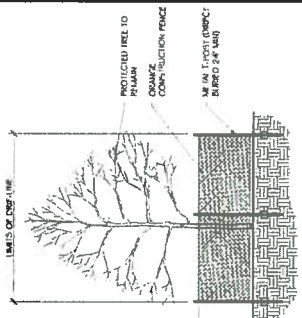 LIMITS OF DRIP-LINE
PROTECTED TREE TO
REMAIN
ORANGE
CONSTRUCTION FENCE
METAL T-POST (DIRECT
BURIED 24" MIN)